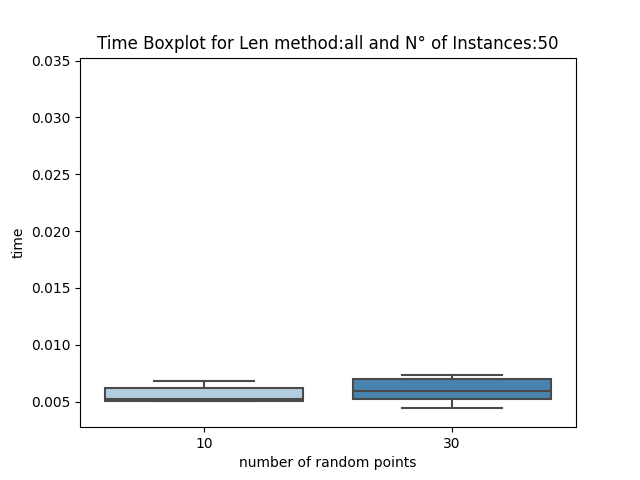 Time Boxplot for Len method:all and N° of Instances:50
0.035
0.030
0.025
0.020
0.015
0.010
0.005
time
10 30
number of random points